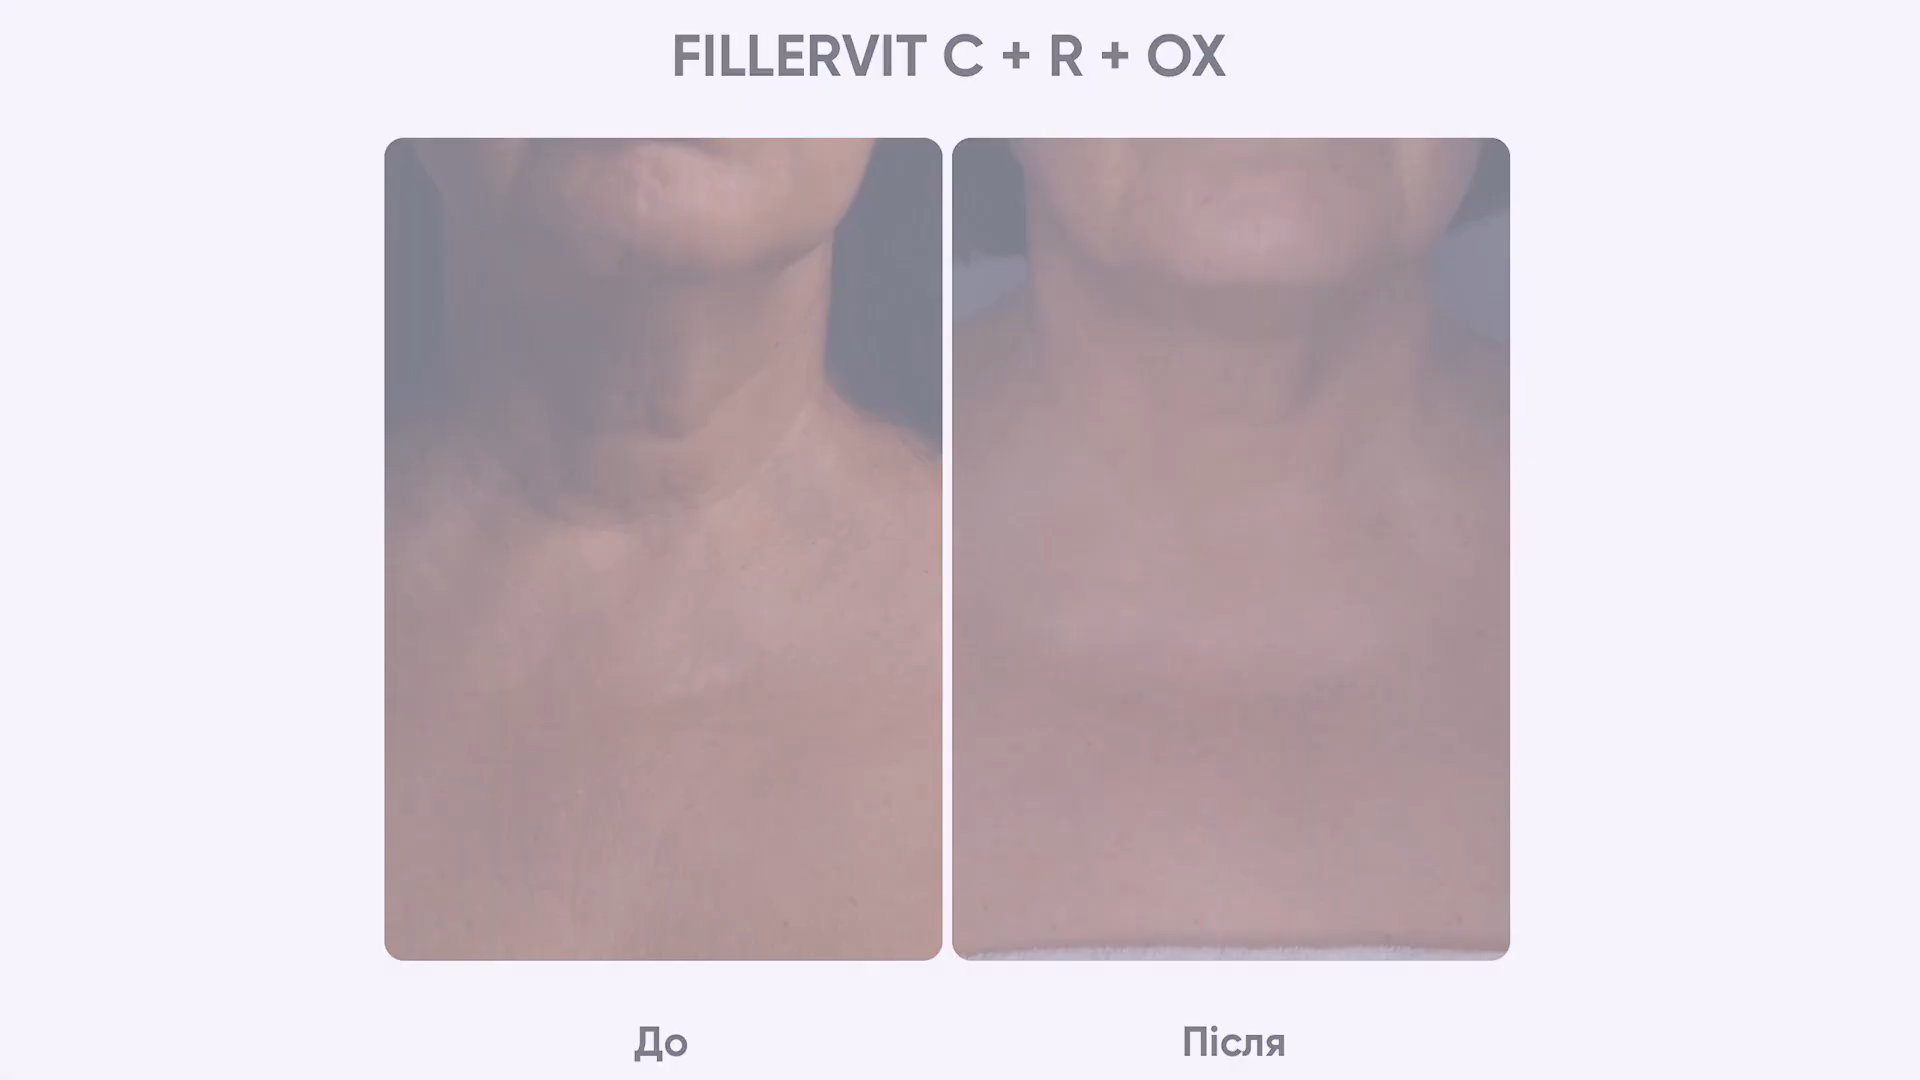 FILLERVIT C + R + OX
До
Після